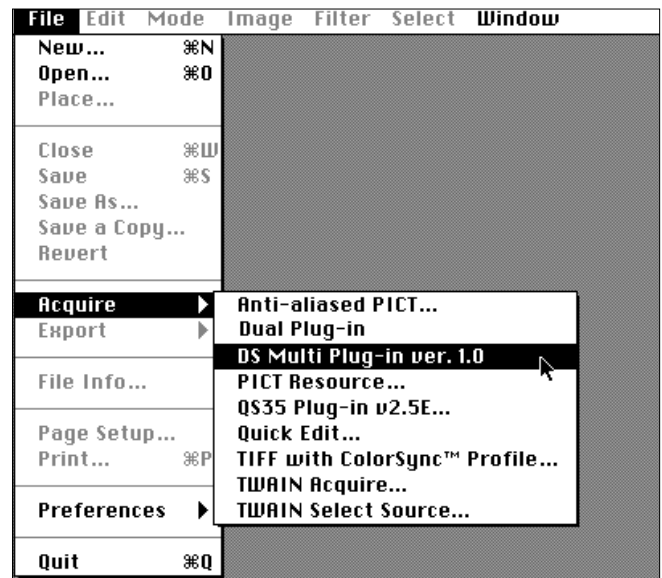 File Edit Mode Image Filter Select Window
New... ⌘N
Open... ⌘O
Place...
Close ⌘W
Save ⌘S
Save As...
Save a Copy...
Revert
Acquire
Export
File Info...
Page Setup...
Print... ⌘P
Preferences
Quit ⌘Q
Anti-aliased PICT...
Dual Plug-in
DS Multi Plug-in ver. 1.0
PICT Resource...
QS35 Plug-in v2.5E...
Quick Edit...
TIFF with ColorSync™ Profile...
TWAIN Acquire...
TWAIN Select Source...